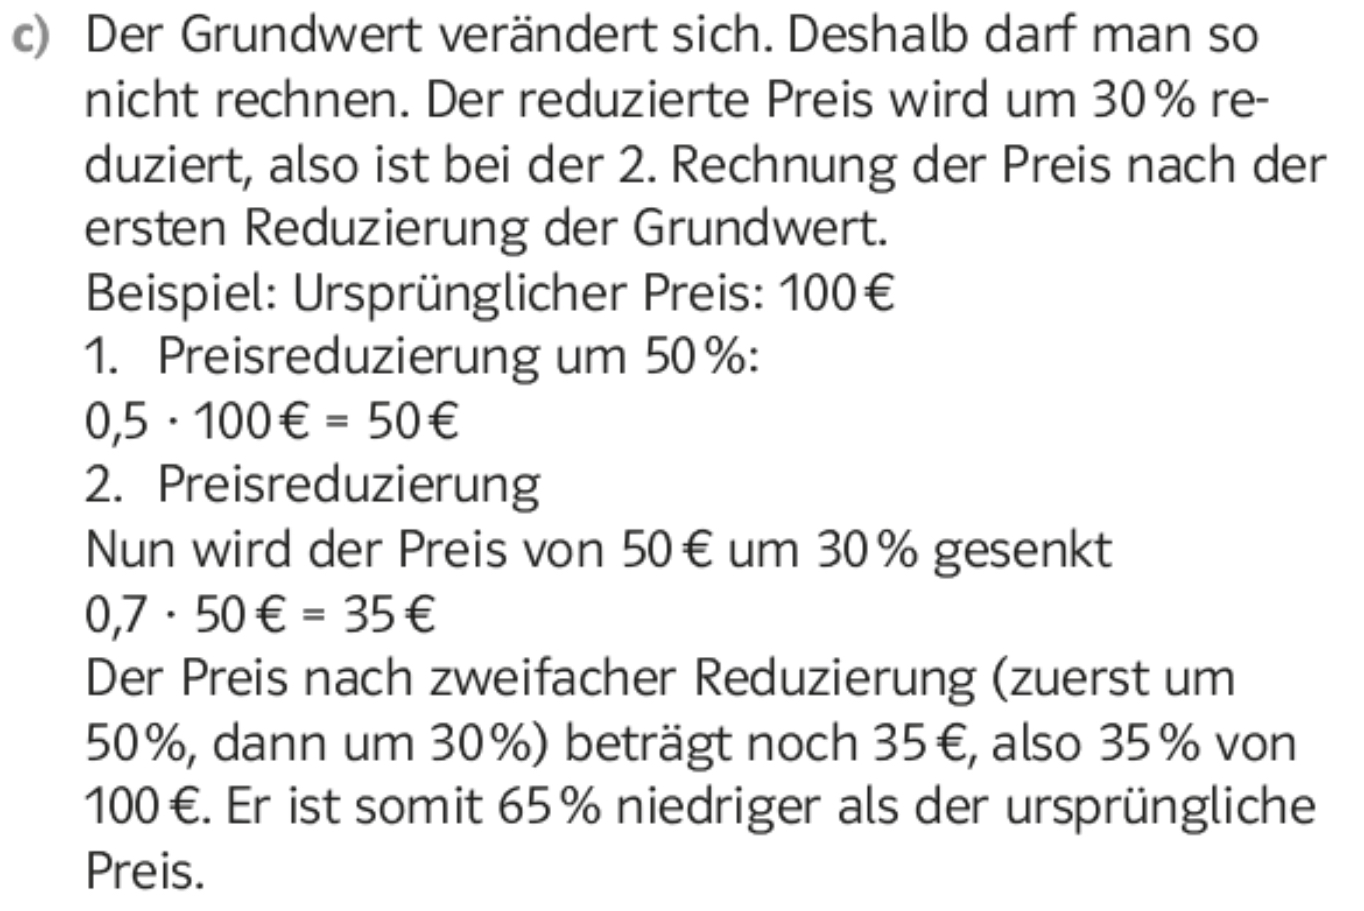 c) Der Grundwert verändert sich. Deshalb darf man so
nicht rechnen. Der reduzierte Preis wird um 30% re-
duziert, also ist bei der 2. Rechnung der Preis nach der
ersten Reduzierung der Grundwert.
Beispiel: Ursprünglicher Preis: 100€
1. Preisreduzierung um 50%:
0,5 · 100€ = 50€
2. Preisreduzierung
Nun wird der Preis von 50€ um 30% gesenkt
0,7 · 50€ = 35€
Der Preis nach zweifacher Reduzierung (zuerst um
50%, dann um 30%) beträgt noch 35€, also 35% von
100€. Er ist somit 65% niedriger als der ursprüngliche
Preis.